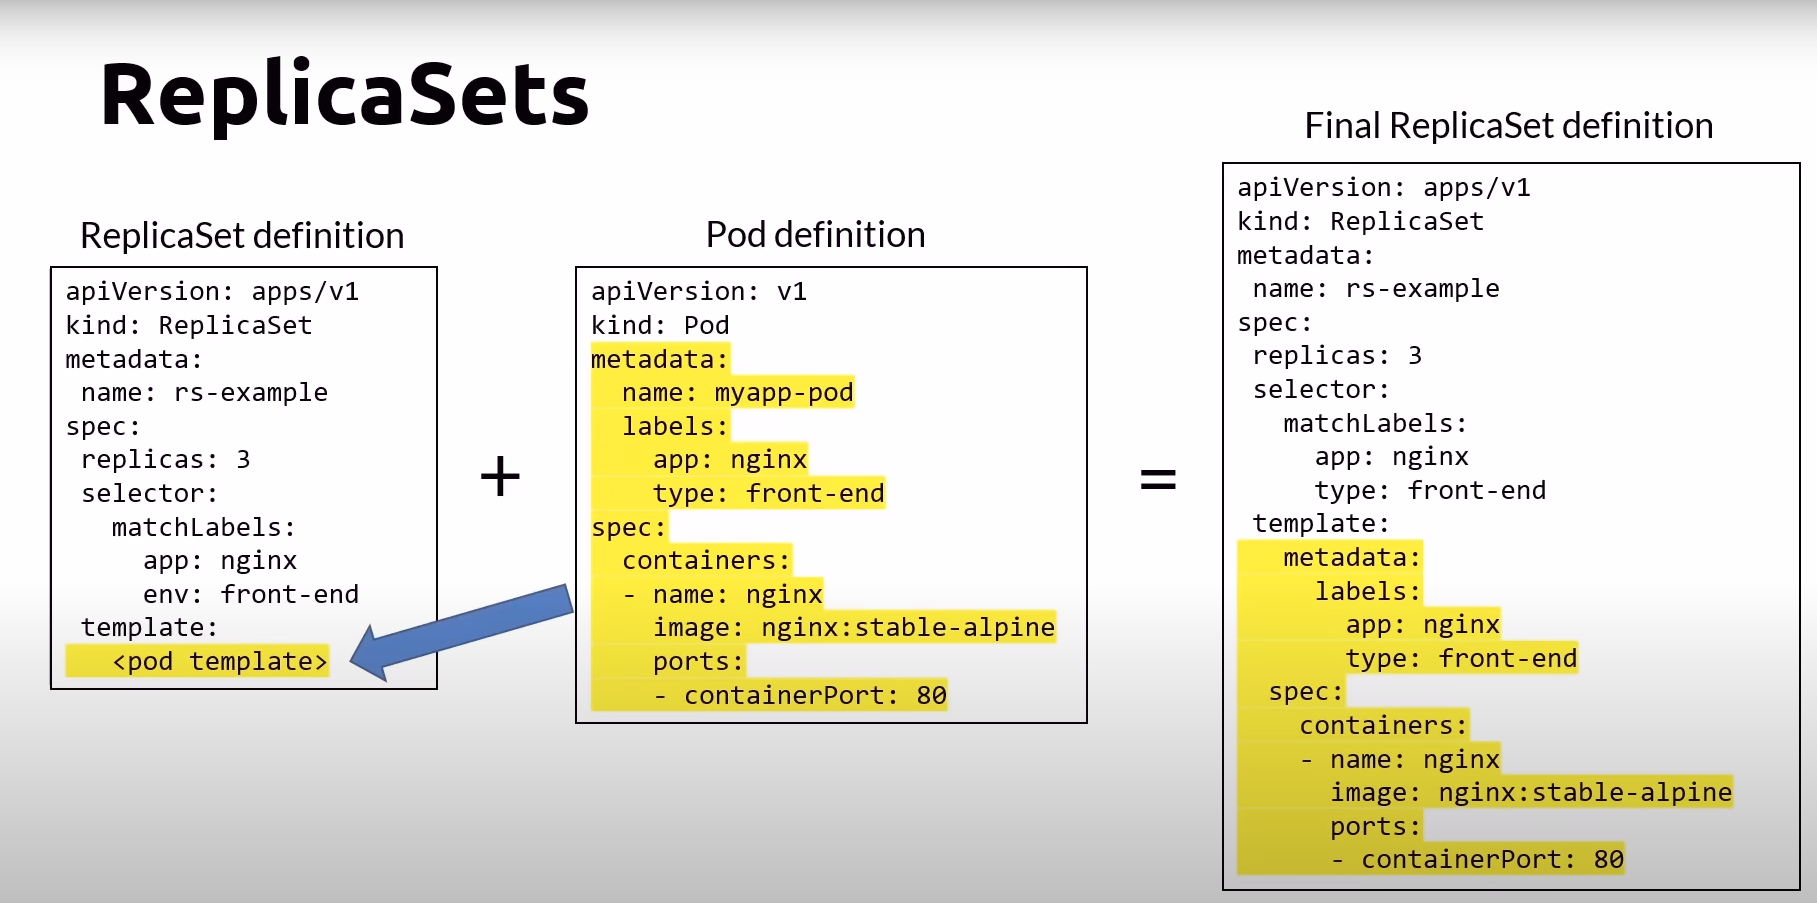 ReplicaSets
ReplicaSet definition
apiVersion: apps/v1
kind: ReplicaSet
metadata:
 name: rs-example
spec:
 replicas: 3
 selector:
   matchLabels:
     app: nginx
     env: front-end
 template:
   <pod template>
+
Pod definition
apiVersion: v1
kind: Pod
metadata:
  name: myapp-pod
  labels:
    app: nginx
    type: front-end
spec:
  containers:
  - name: nginx
    image: nginx:stable-alpine
    ports:
    - containerPort: 80
=
Final ReplicaSet definition
apiVersion: apps/v1
kind: ReplicaSet
metadata:
 name: rs-example
spec:
 replicas: 3
 selector:
   matchLabels:
     app: nginx
     type: front-end
 template:
   metadata:
     labels:
       app: nginx
       type: front-end
  spec:
    containers:
    - name: nginx
      image: nginx:stable-alpine
      ports:
      - containerPort: 80